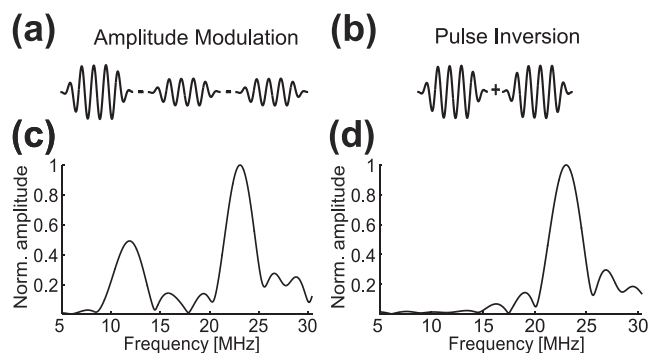 (a) Amplitude Modulation
(b) Pulse Inversion
- -
+
(c)
(d)
Norm. amplitude
1
0.8
0.6
0.4
0.2
5 10 15 20 25 30
Frequency [MHz]
Norm. amplitude
1
0.8
0.6
0.4
0.2
5 10 15 20 25 30
Frequency [MHz]